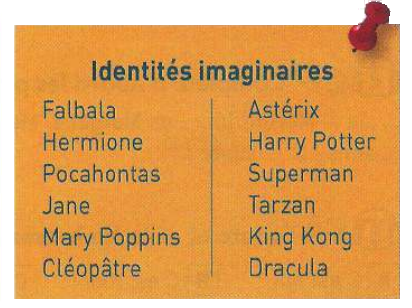 Identités imaginaires
Falbala
Hermione
Pocahontas
Jane
Mary Poppins
Cléopâtre
Astérix
Harry Potter
Superman
Tarzan
King Kong
Dracula